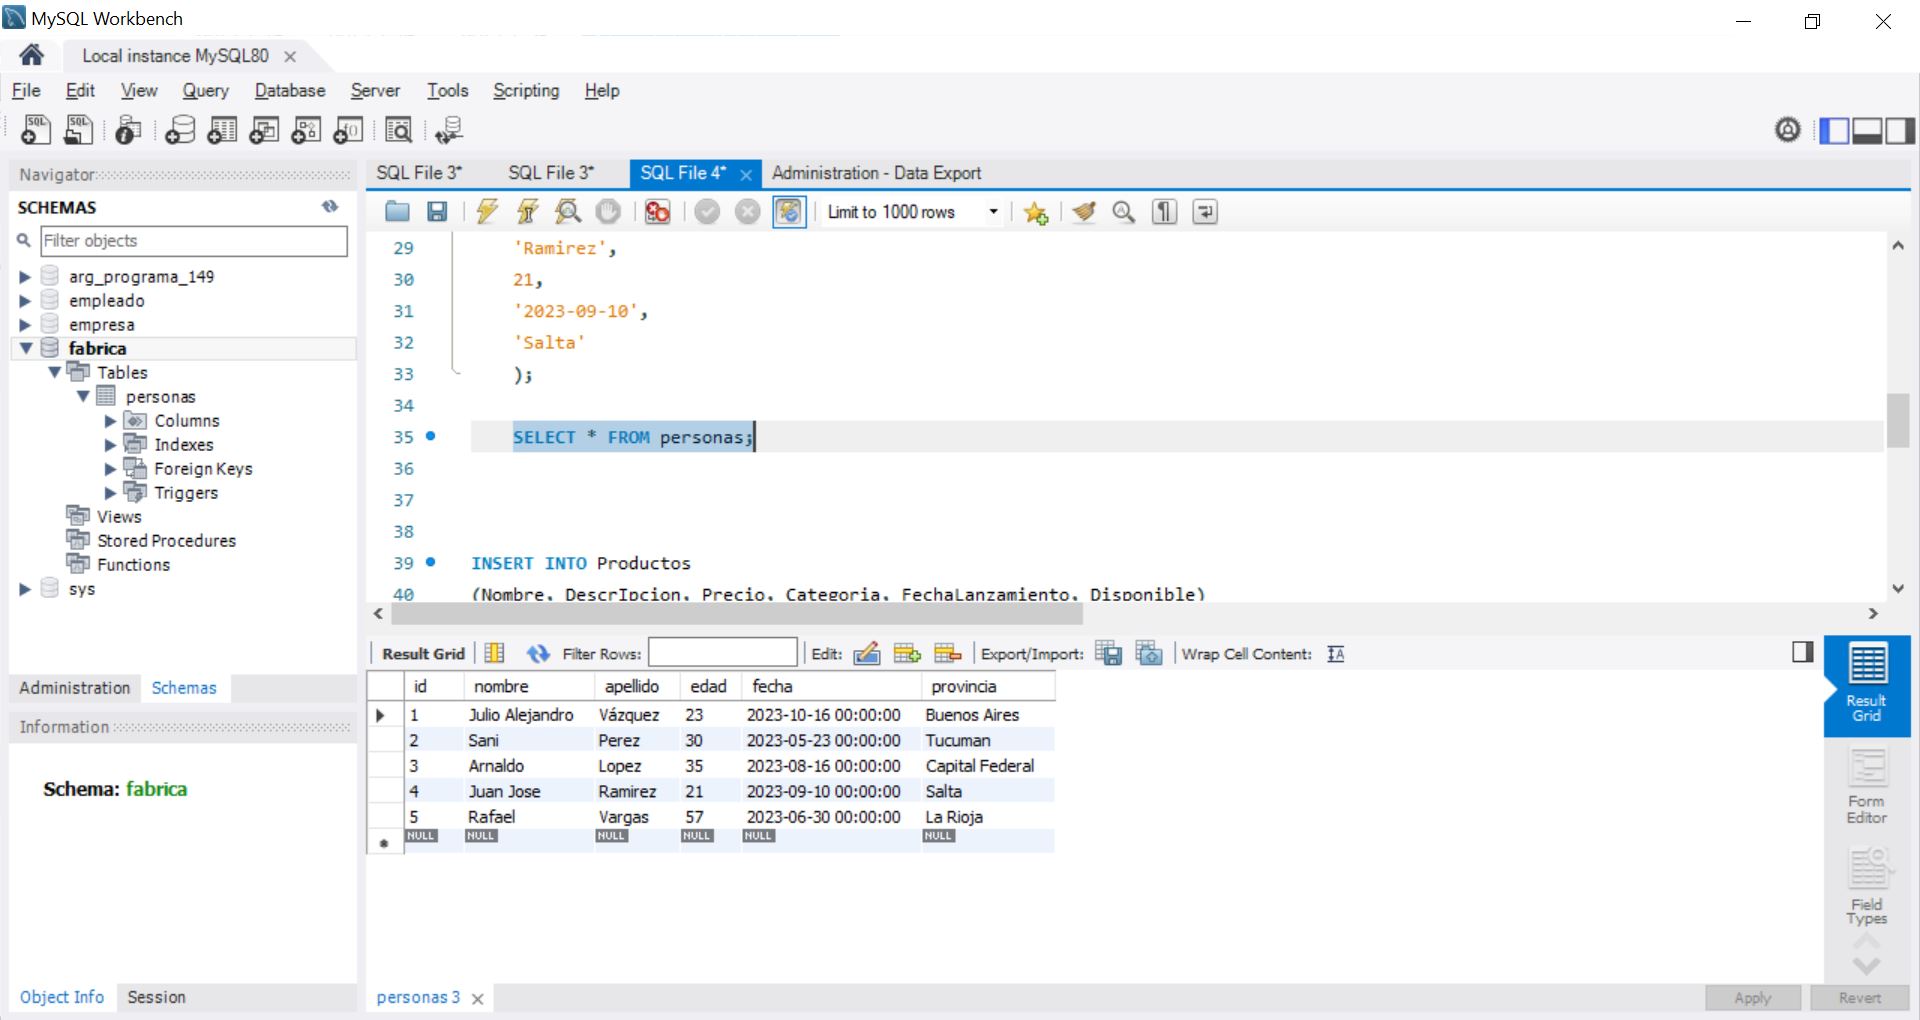 MySQL Workbench
Local instance MySQL80
File Edit View Query Database Server Tools Scripting Help
Navigator
SCHEMAS
Filter objects
arg_programa_149
empleado
empresa
fabrica
Tables
personas
Columns
Indexes
Foreign Keys
Triggers
Views
Stored Procedures
Functions
sys
Administration Schemas
Information
Schema: fabrica
Object Info Session
SQL File 3* SQL File 3* SQL File 4* Administration - Data Export
Limit to 1000 rows
29 'Ramirez',
30 21,
31 '2023-09-10',
32 'Salta'
33 );
34
35 SELECT * FROM personas;
36
37
38
39 INSERT INTO Productos
40 (Nombre, DescrIpcion, Precio, Categoria, FechaLanzamiento, Disponible)
Result Grid Filter Rows: Edit: Export/Import: Wrap Cell Content:
id nombre apellido edad fecha provincia
1 Julio Alejandro Vázquez 23 2023-10-16 00:00:00 Buenos Aires
2 Sani Perez 30 2023-05-23 00:00:00 Tucuman
3 Arnaldo Lopez 35 2023-08-16 00:00:00 Capital Federal
4 Juan Jose Ramirez 21 2023-09-10 00:00:00 Salta
5 Rafael Vargas 57 2023-06-30 00:00:00 La Rioja
NULL NULL NULL NULL NULL NULL
Result
Grid
Form
Editor
Field
Types
personas 3
Apply Revert